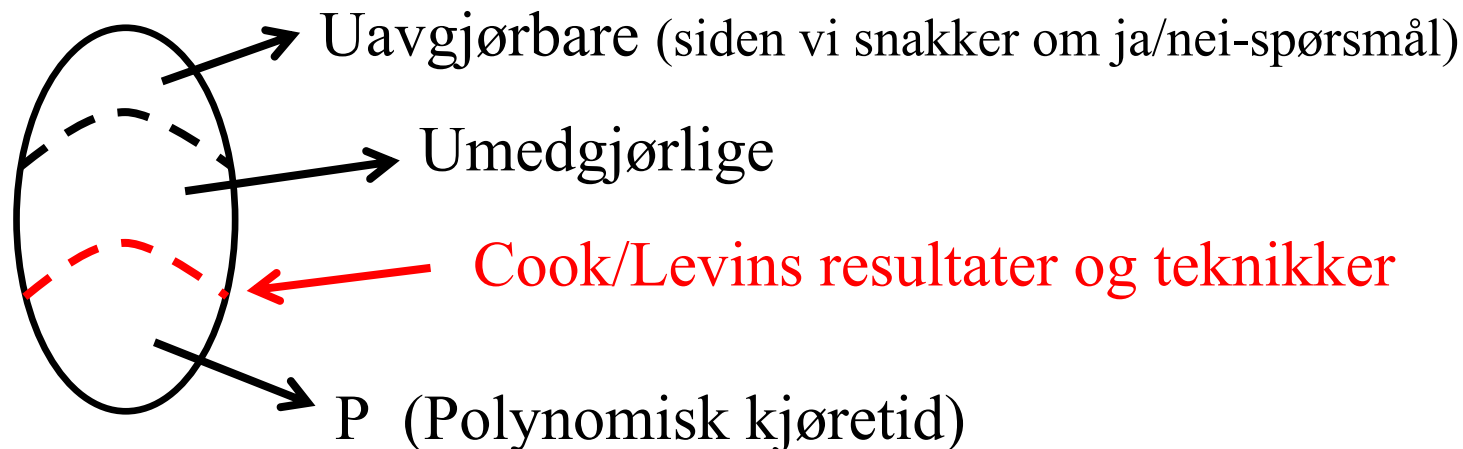 Uavgjørbare (siden vi snakker om ja/nei-spørsmål)
Umedgjørlige
Cook/Levins resultater og teknikker
P (Polynomisk kjøretid)